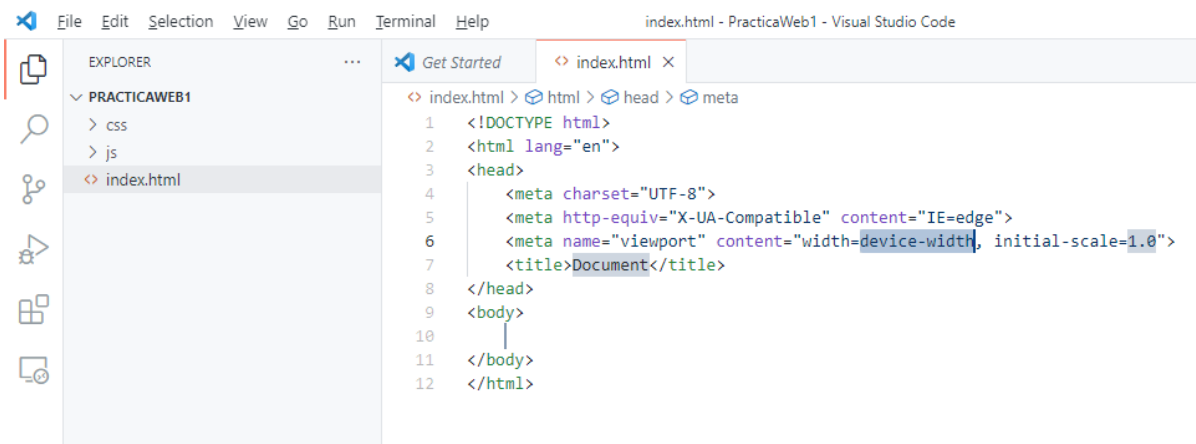 File Edit Selection View Go Run Terminal Help index.html - PracticaWeb1 - Visual Studio Code
EXPLORER ···
PRACTICAWEB1
css
js
index.html
Get Started index.html
index.html > html > head > meta
1 <!DOCTYPE html>
2 <html lang="en">
3 <head>
4 <meta charset="UTF-8">
5 <meta http-equiv="X-UA-Compatible" content="IE=edge">
6 <meta name="viewport" content="width=device-width, initial-scale=1.0">
7 <title>Document</title>
8 </head>
9 <body>
10
11 </body>
12 </html>